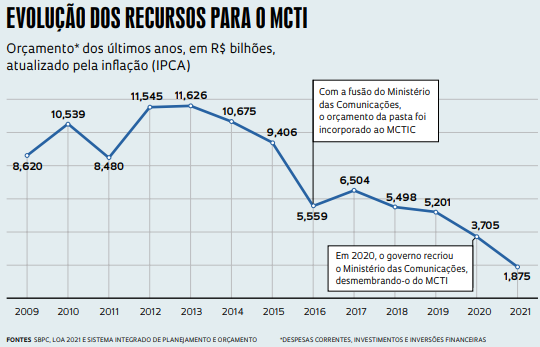 EVOLUÇÃO DOS RECURSOS PARA O MCTI
Orçamento* dos últimos anos, em R$ bilhões,
atualizado pela inflação (IPCA)
8,620
10,539
8,480
11,545
11,626
10,675
9,406
5,559
6,504
5,498
5,201
3,705
1,875
Com a fusão do Ministério
das Comunicações,
o orçamento da pasta foi
incorporado ao MCTIC
Em 2020, o governo recriou
o Ministério das Comunicações,
desmembrando-o do MCTI
2009 2010 2011 2012 2013 2014 2015 2016 2017 2018 2019 2020 2021
FONTES SBPC, LOA 2021 E SISTEMA INTEGRADO DE PLANEJAMENTO E ORÇAMENTO *DESPESAS CORRENTES, INVESTIMENTOS E INVERSÕES FINANCEIRAS